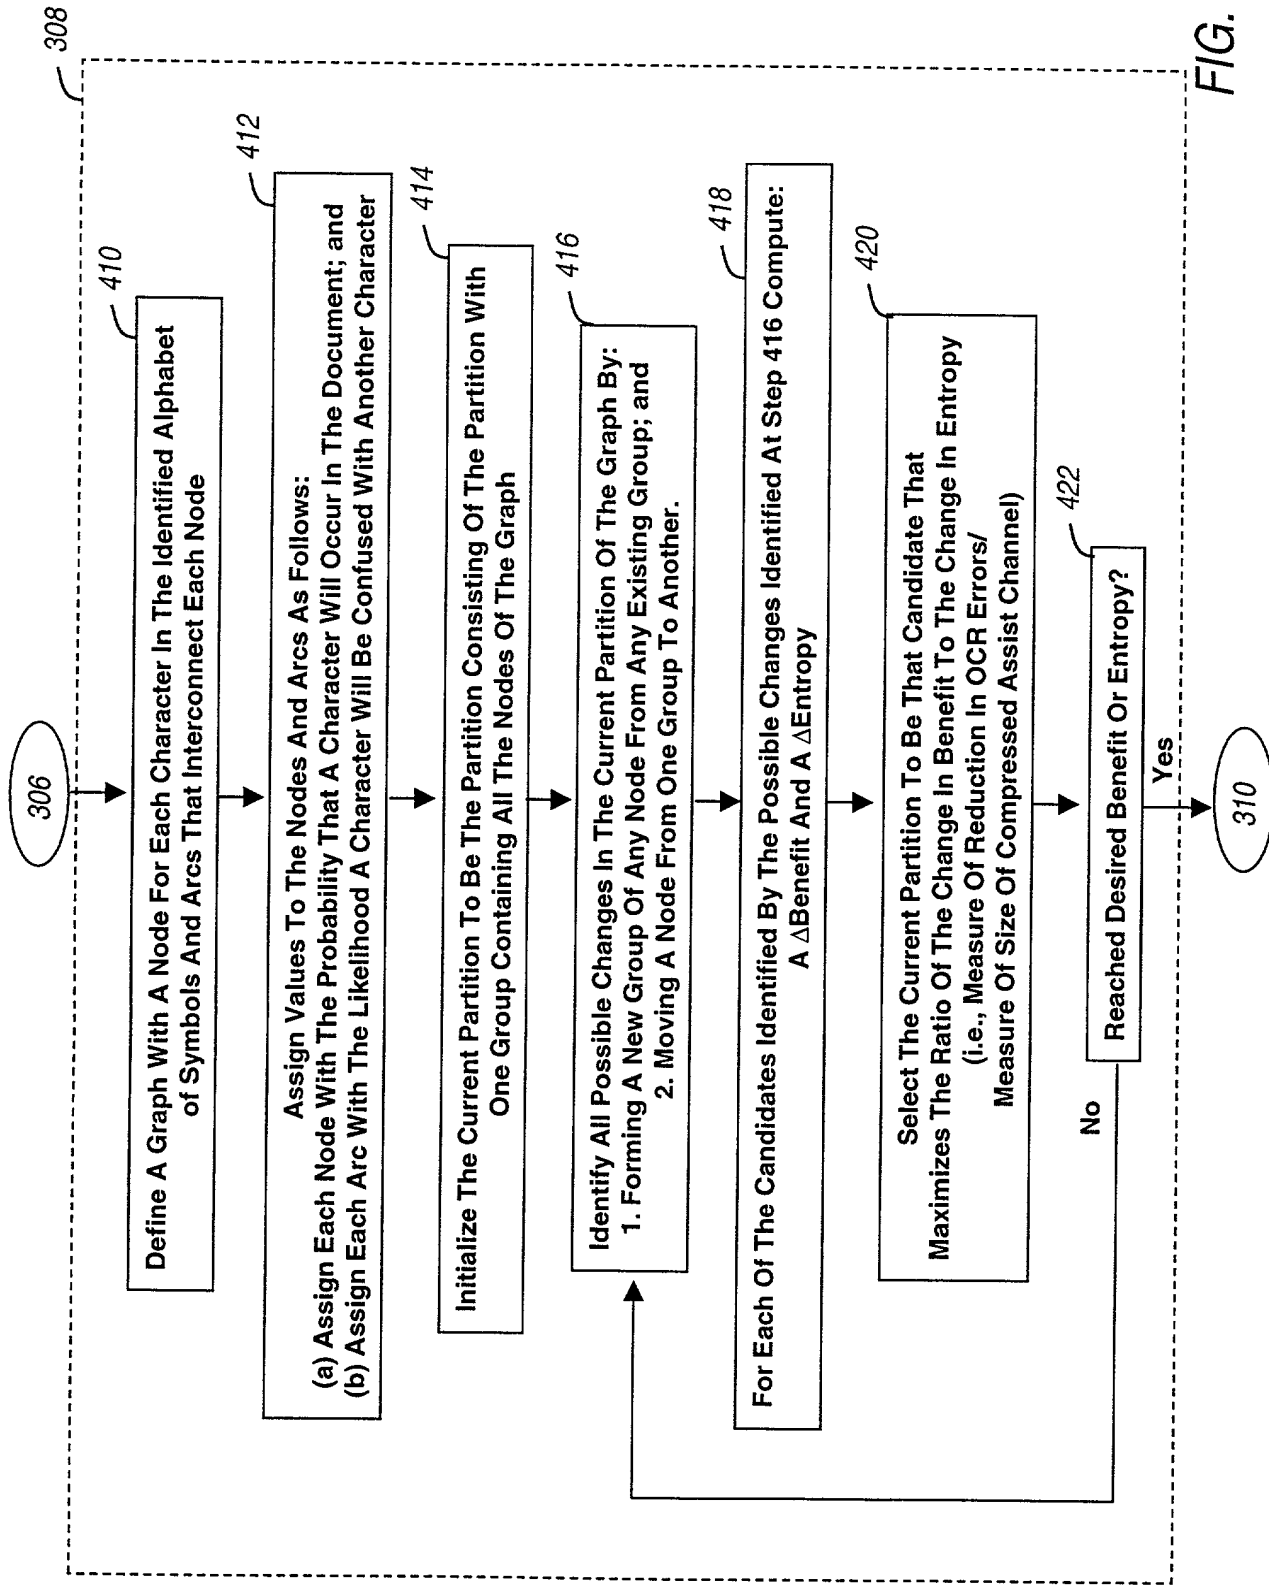 308
306
410
Define A Graph With A Node For Each Character In The Identified Alphabet
of Symbols And Arcs That Interconnect Each Node
412
Assign Values To The Nodes And Arcs As Follows:
(a) Assign Each Node With The Probability That A Character Will Occur In The Document; and
(b) Assign Each Arc With The Likelihood A Character Will Be Confused With Another Character
414
Initialize The Current Partition To Be The Partition Consisting Of The Partition With
One Group Containing All The Nodes Of The Graph
416
Identify All Possible Changes In The Current Partition Of The Graph By:
1. Forming A New Group Of Any Node From Any Existing Group; and
2. Moving A Node From One Group To Another.
418
For Each Of The Candidates Identified By The Possible Changes Identified At Step 416 Compute:
A ΔBenefit And A ΔEntropy
420
Select The Current Partition To Be That Candidate That
Maximizes The Ratio Of The Change In Benefit To The Change In Entropy
(i.e., Measure Of Reduction In OCR Errors/
Measure Of Size Of Compressed Assist Channel)
422
Reached Desired Benefit Or Entropy?
No
Yes
310
FIG.